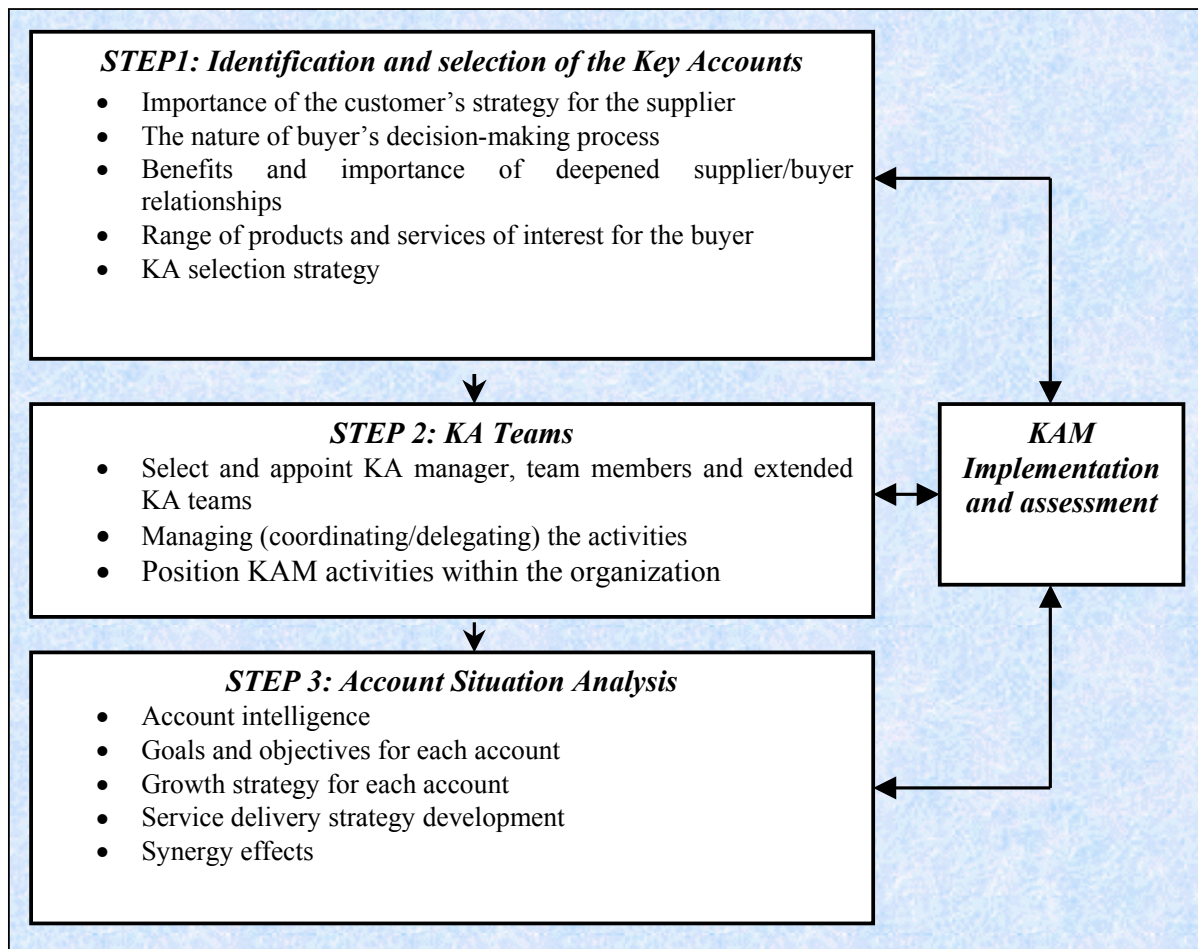 STEP1: Identification and selection of the Key Accounts
• Importance of the customer's strategy for the supplier
• The nature of buyer's decision-making process
• Benefits and importance of deepened supplier/buyer
relationships
• Range of products and services of interest for the buyer
• KA selection strategy
STEP 2: KA Teams
• Select and appoint KA manager, team members and extended
KA teams
• Managing (coordinating/delegating) the activities
• Position KAM activities within the organization
KAM
Implementation
and assessment
STEP 3: Account Situation Analysis
• Account intelligence
• Goals and objectives for each account
• Growth strategy for each account
• Service delivery strategy development
• Synergy effects